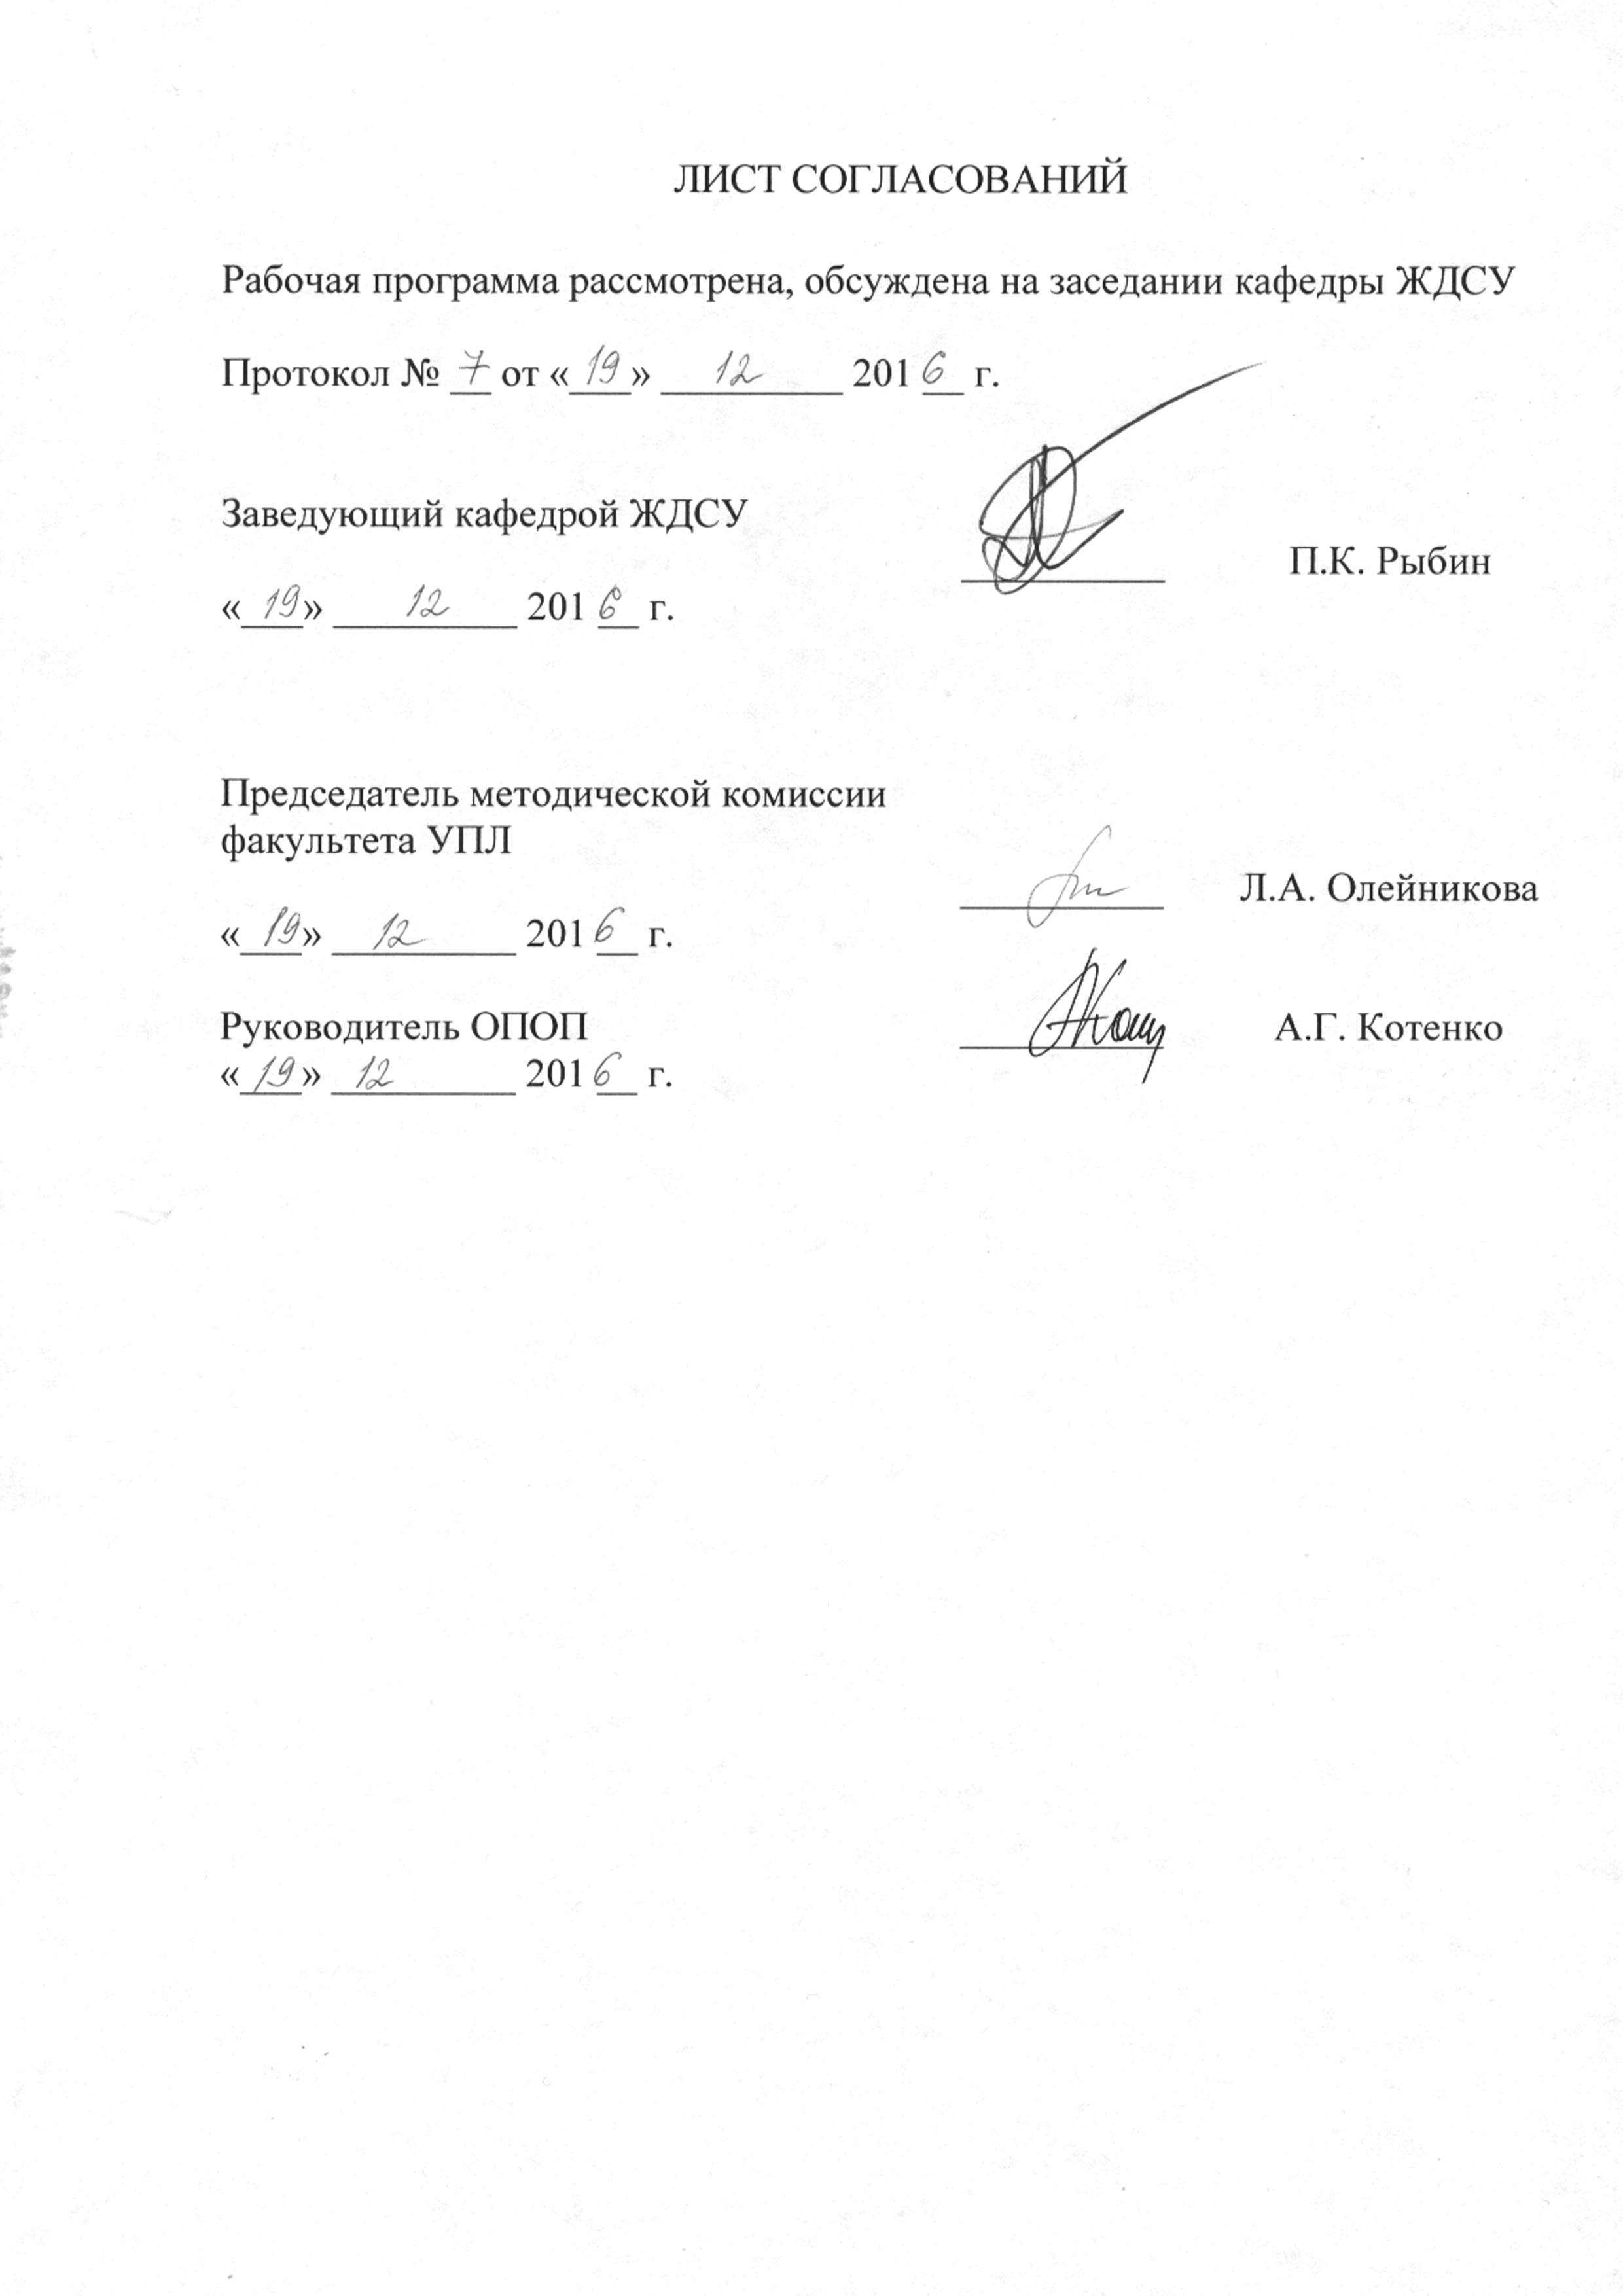 ЛИСТ СОГЛАСОВАНИЙ
Рабочая программа рассмотрена, обсуждена на заседании кафедры ЖДСУ
Протокол № 7 от «19» 12 2016 г.
Заведующий кафедрой ЖДСУ
П.К. Рыбин
«19» 12 2016 г.
Председатель методической комиссии
факультета УПЛ
Л.А. Олейникова
«19» 12 2016 г.
Руководитель ОПОП А.Г. Котенко
«19» 12 2016 г.